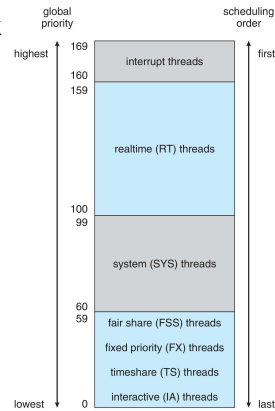 global
priority
scheduling
order
highest
169
first
interrupt threads
160
159
realtime (RT) threads
100
99
system (SYS) threads
60
59
fair share (FSS) threads
fixed priority (FX) threads
timeshare (TS) threads
interactive (IA) threads
lowest
0
last